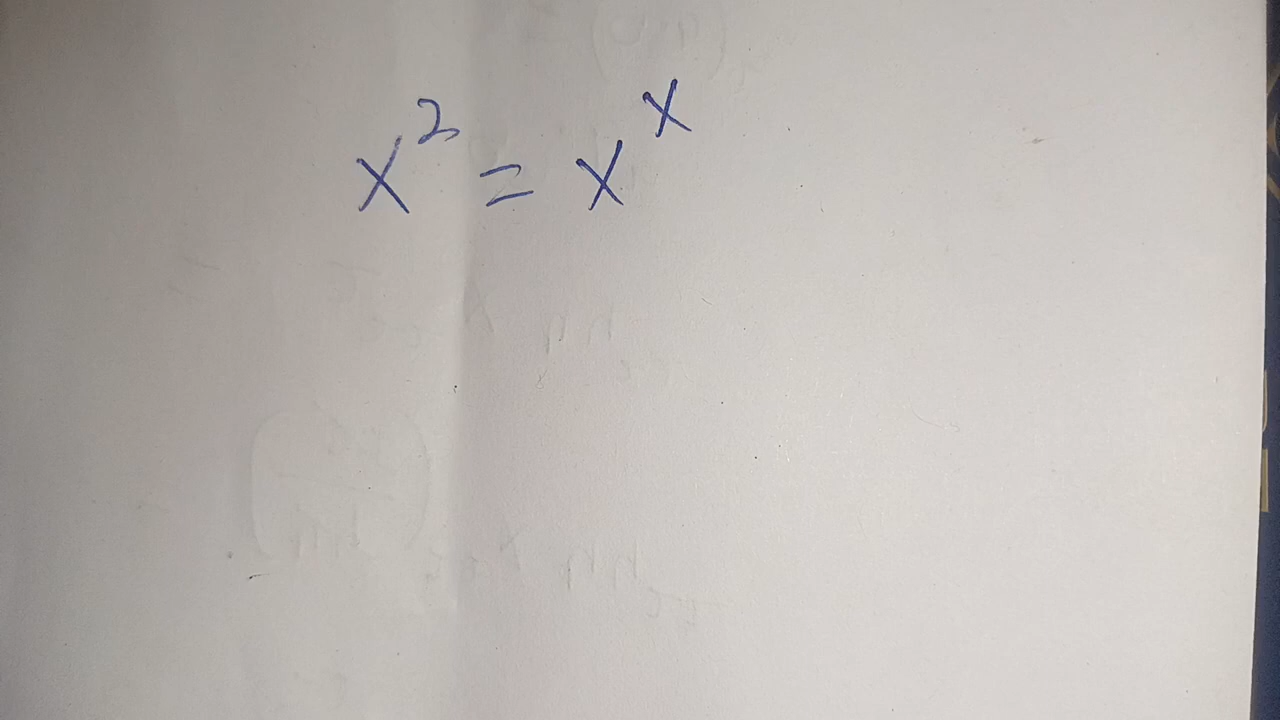 x² = xˣ